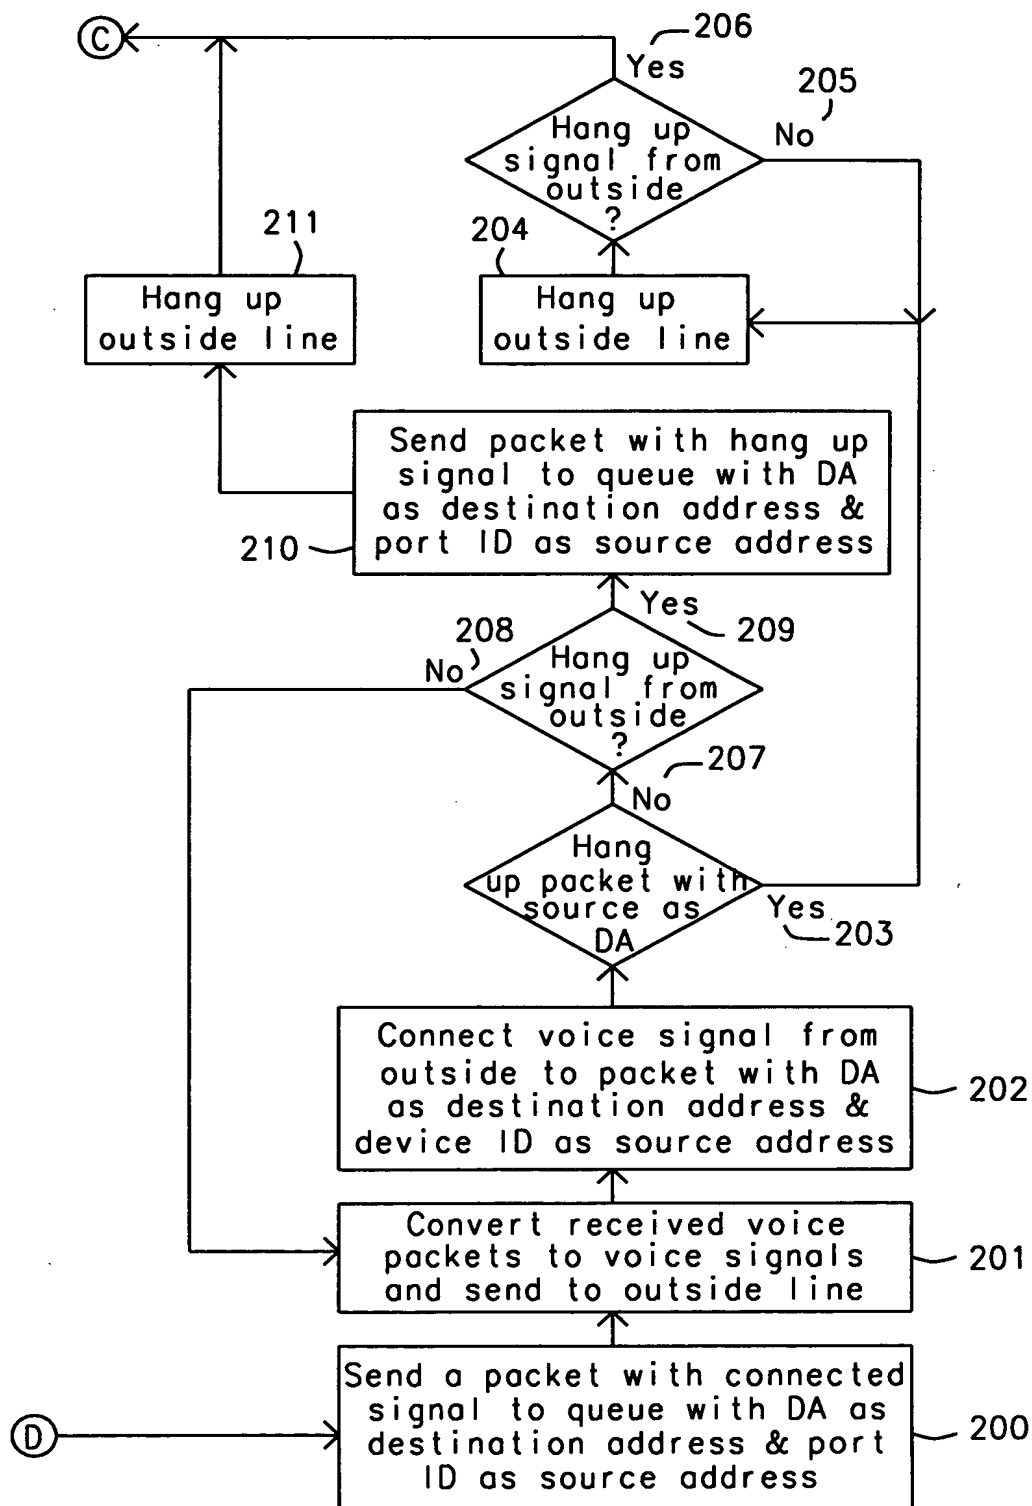 C
206
Yes
205
No
Hang up
signal from
outside
?
211
204
Hang up
outside line
Hang up
outside line
Send packet with hang up
signal to queue with DA
as destination address &
port ID as source address
210
Yes
209
208
No
Hang up
signal from
outside
?
207
No
Hang
up packet with
source as
DA
Yes
203
Connect voice signal from
outside to packet with DA
as destination address &
device ID as source address
202
Convert received voice
packets to voice signals
and send to outside line
201
Send a packet with connected
signal to queue with DA as
destination address & port
ID as source address
200
D